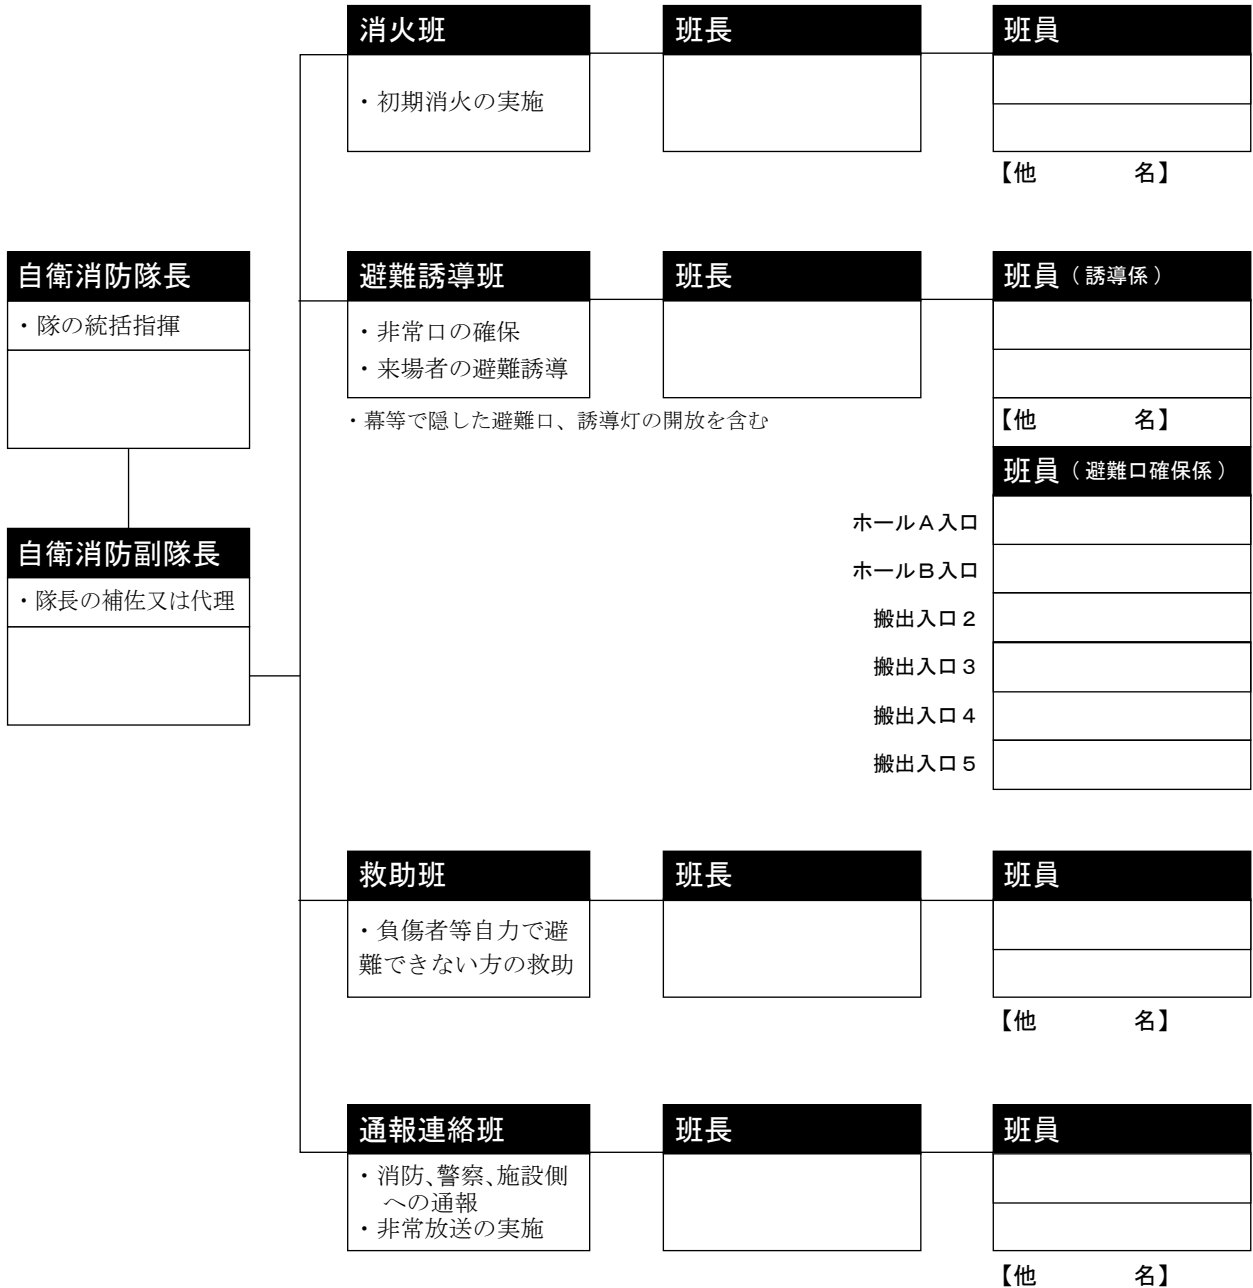 消火班
・初期消火の実施
班長
班員
【他 名】
自衛消防隊長
・隊の統括指揮
自衛消防副隊長
・隊長の補佐又は代理
避難誘導班
・非常口の確保
・来場者の避難誘導
・幕等で隠した避難口、誘導灯の開放を含む
班長
班員（誘導係）
【他 名】
班員（避難口確保係）
ホールＡ入口
ホールＢ入口
搬出入口２
搬出入口３
搬出入口４
搬出入口５
救助班
・負傷者等自力で避
難できない方の救助
班長
班員
【他 名】
通報連絡班
・消防、警察、施設側
への通報
・非常放送の実施
班長
班員
【他 名】